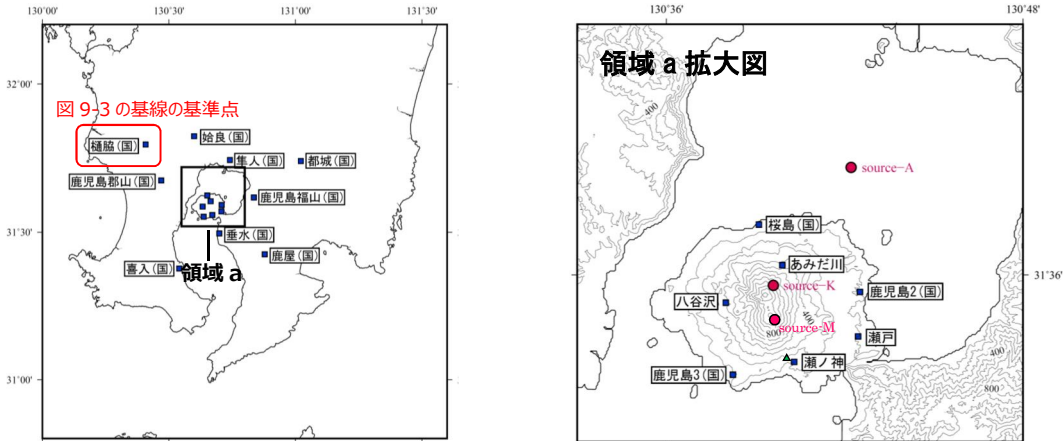 130°00'
130°30'
131°00'
131°30'
32°00'
31°30'
31°00'
図 9-3 の基線の基準点
樋脇(国)
姶良(国)
隼人(国)
都城(国)
鹿児島郡山(国)
鹿児島福山(国)
垂水(国)
鹿屋(国)
喜入(国)
領域 a
130°36'
130°48'
31°36'
領域 a 拡大図
400
source-A
桜島(国)
あみだ川
source-K
鹿児島2(国)
八谷沢
400
source-M
800
瀬戸
瀬ノ神
鹿児島3(国)
400
800